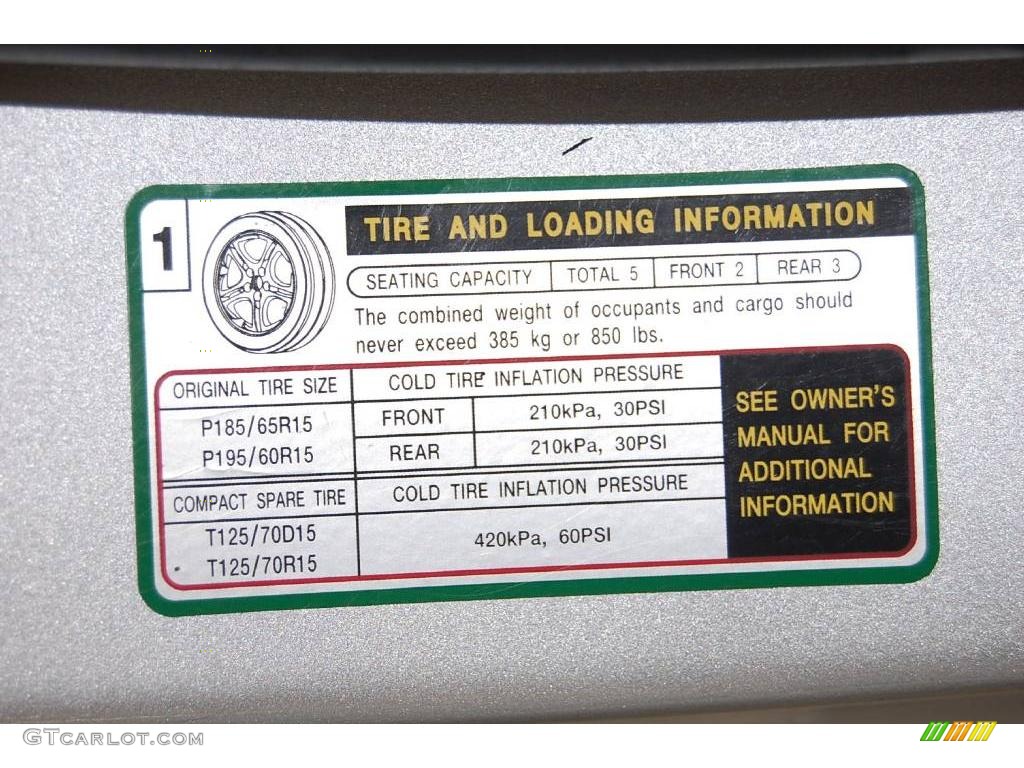 1
TIRE AND LOADING INFORMATION
SEATING CAPACITY TOTAL 5 FRONT 2 REAR 3
The combined weight of occupants and cargo should
never exceed 385 kg or 850 lbs.
ORIGINAL TIRE SIZE COLD TIRE INFLATION PRESSURE
P185/65R15 FRONT 210kPa, 30PSI
P195/60R15 REAR 210kPa, 30PSI
COMPACT SPARE TIRE COLD TIRE INFLATION PRESSURE
T125/70D15 420kPa, 60PSI
T125/70R15
SEE OWNER'S
MANUAL FOR
ADDITIONAL
INFORMATION
GTcarlot.com